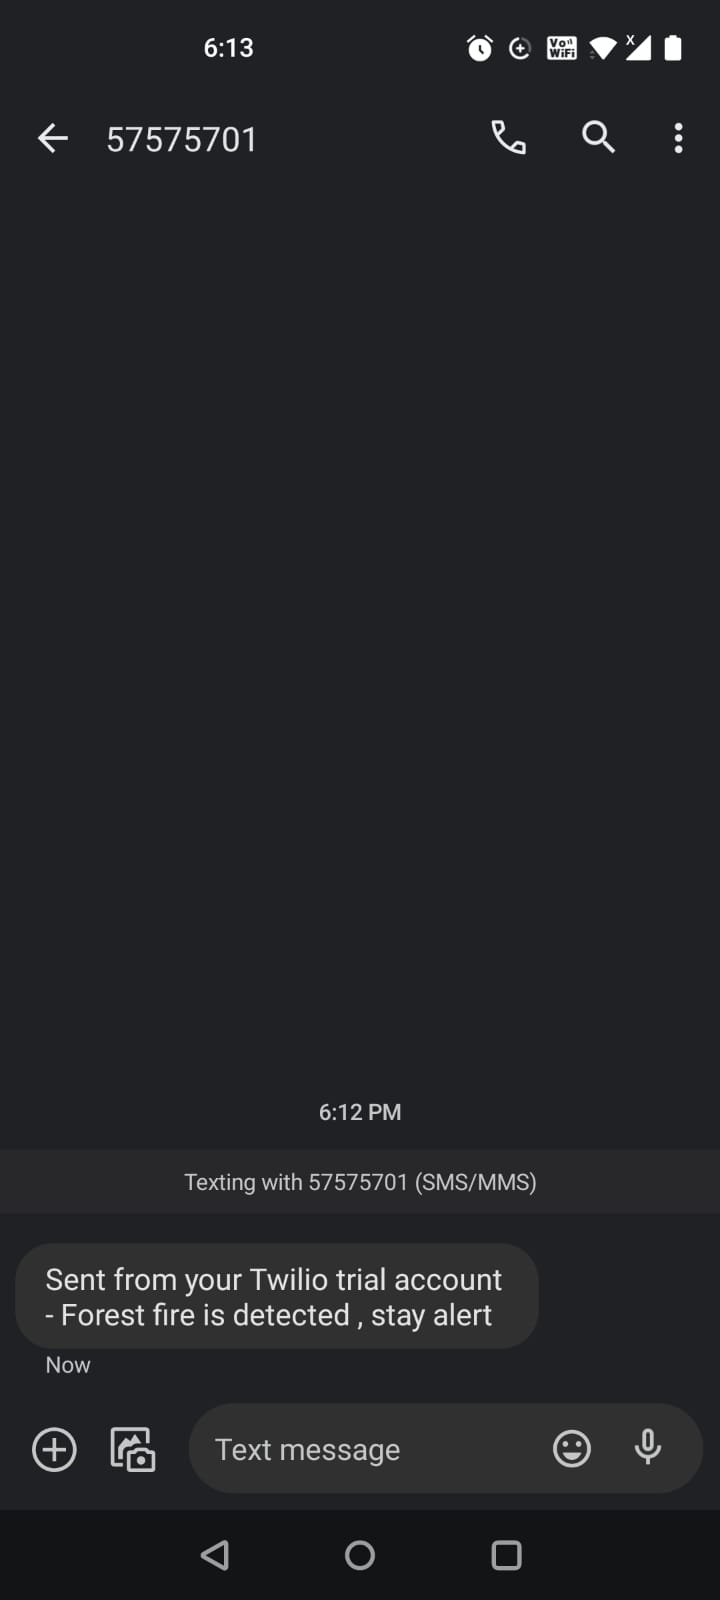 6:13
Vo
WiFi
X
57575701
6:12 PM
Texting with 57575701 (SMS/MMS)
Sent from your Twilio trial account
- Forest fire is detected , stay alert
Now
Text message